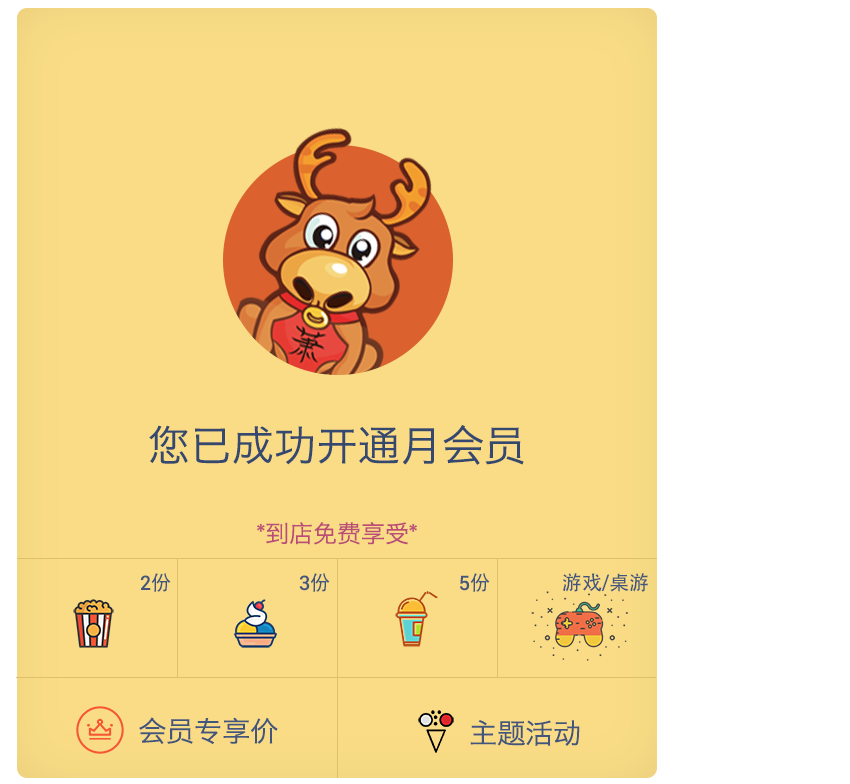 萧
您已成功开通月会员
*到店免费享受*
2份
3份
5份
游戏/桌游
会员专享价
主题活动